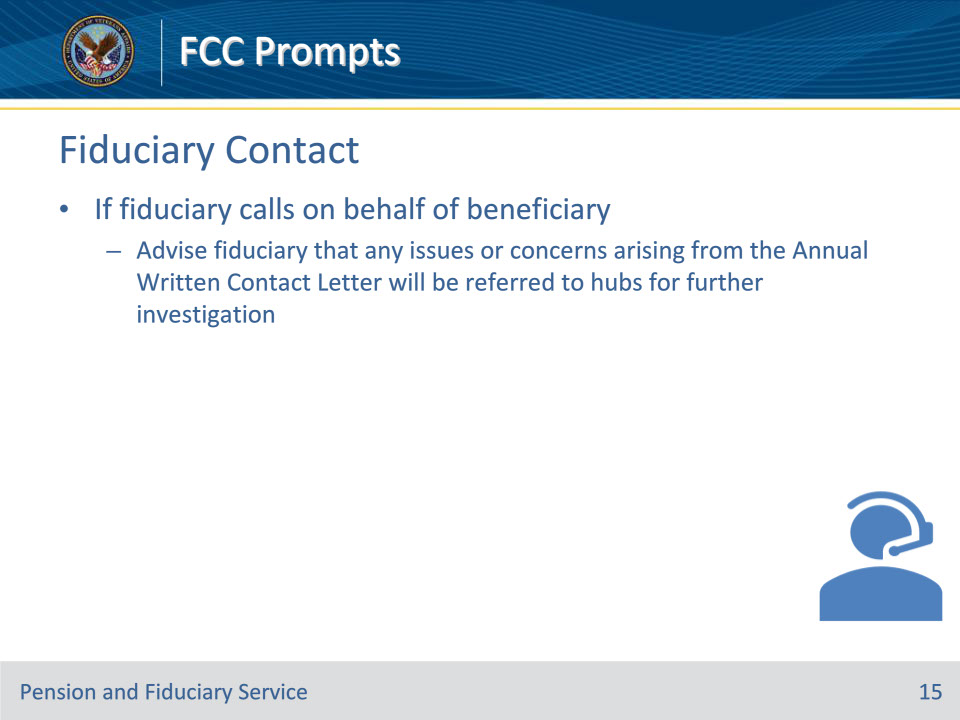 FCC Prompts
Fiduciary Contact
• If fiduciary calls on behalf of beneficiary
– Advise fiduciary that any issues or concerns arising from the Annual
Written Contact Letter will be referred to hubs for further
investigation
Pension and Fiduciary Service
15